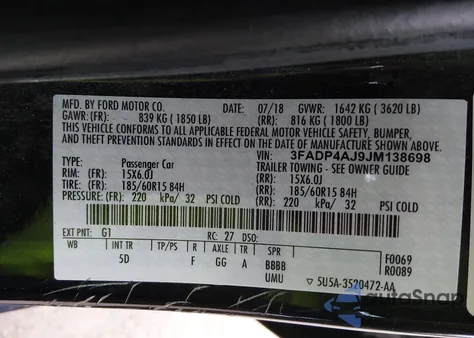 MFD. BY FORD MOTOR CO.
DATE: 07/18 GVWR: 1642 KG (3620 LB)
GAWR: (FR) 839 KG (1850 LB) (RR) 816 KG (1800 LB)
THIS VEHICLE CONFORMS TO ALL APPLICABLE FEDERAL MOTOR VEHICLE SAFETY, BUMPER,
AND THEFT PREVENTION STANDARDS IN EFFECT ON THE DATE OF MANUFACTURE SHOWN ABOVE.
VIN: 3FADP4AJ9JM138698
TYPE: Passenger Car TRAILER TOWING - SEE OWNER GUIDE
RIM: 15X6.0J 15X6.0J
TIRE: 185/60R15 84H 185/60R15 84H
PRESSURE: (FR) 220 kPa/ 32 PSI COLD (RR) 220 kPa/ 32 PSI COLD
EXT PNT: G1 RC: 27 DSO:
WB INT TR TP/PS R AXLE TR SPR F0069
5D F GG A BBBB R0089
UMU ▽ 5U5A-3520472-AA
autoSnap